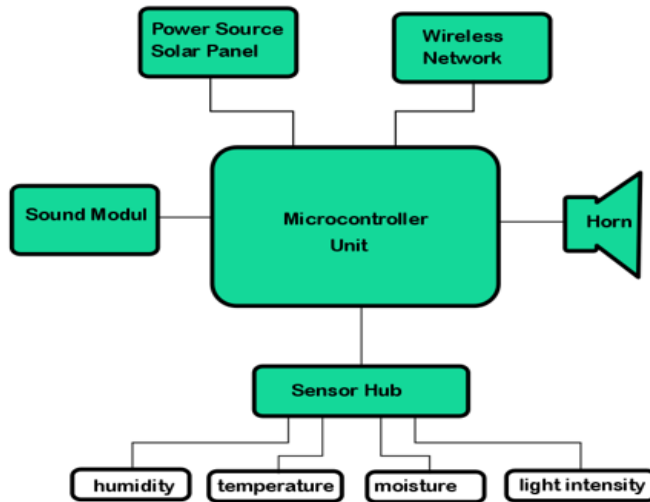 Power Source
Solar Panel
Wireless
Network
Sound Modul
Microcontroller
Unit
Horn
Sensor Hub
humidity
temperature
moisture
light intensity